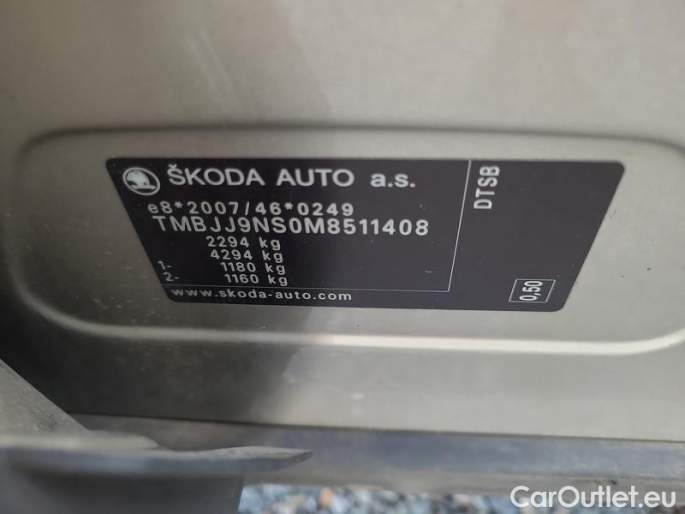 ŠKODA AUTO a.s.
e8*2007/46*0249
TMBJJ9NS0M8511408
2294 kg
4294 kg
1- 1180 kg
2- 1160 kg
www.skoda-auto.com
DTSB
0,50
CarOutlet.eu